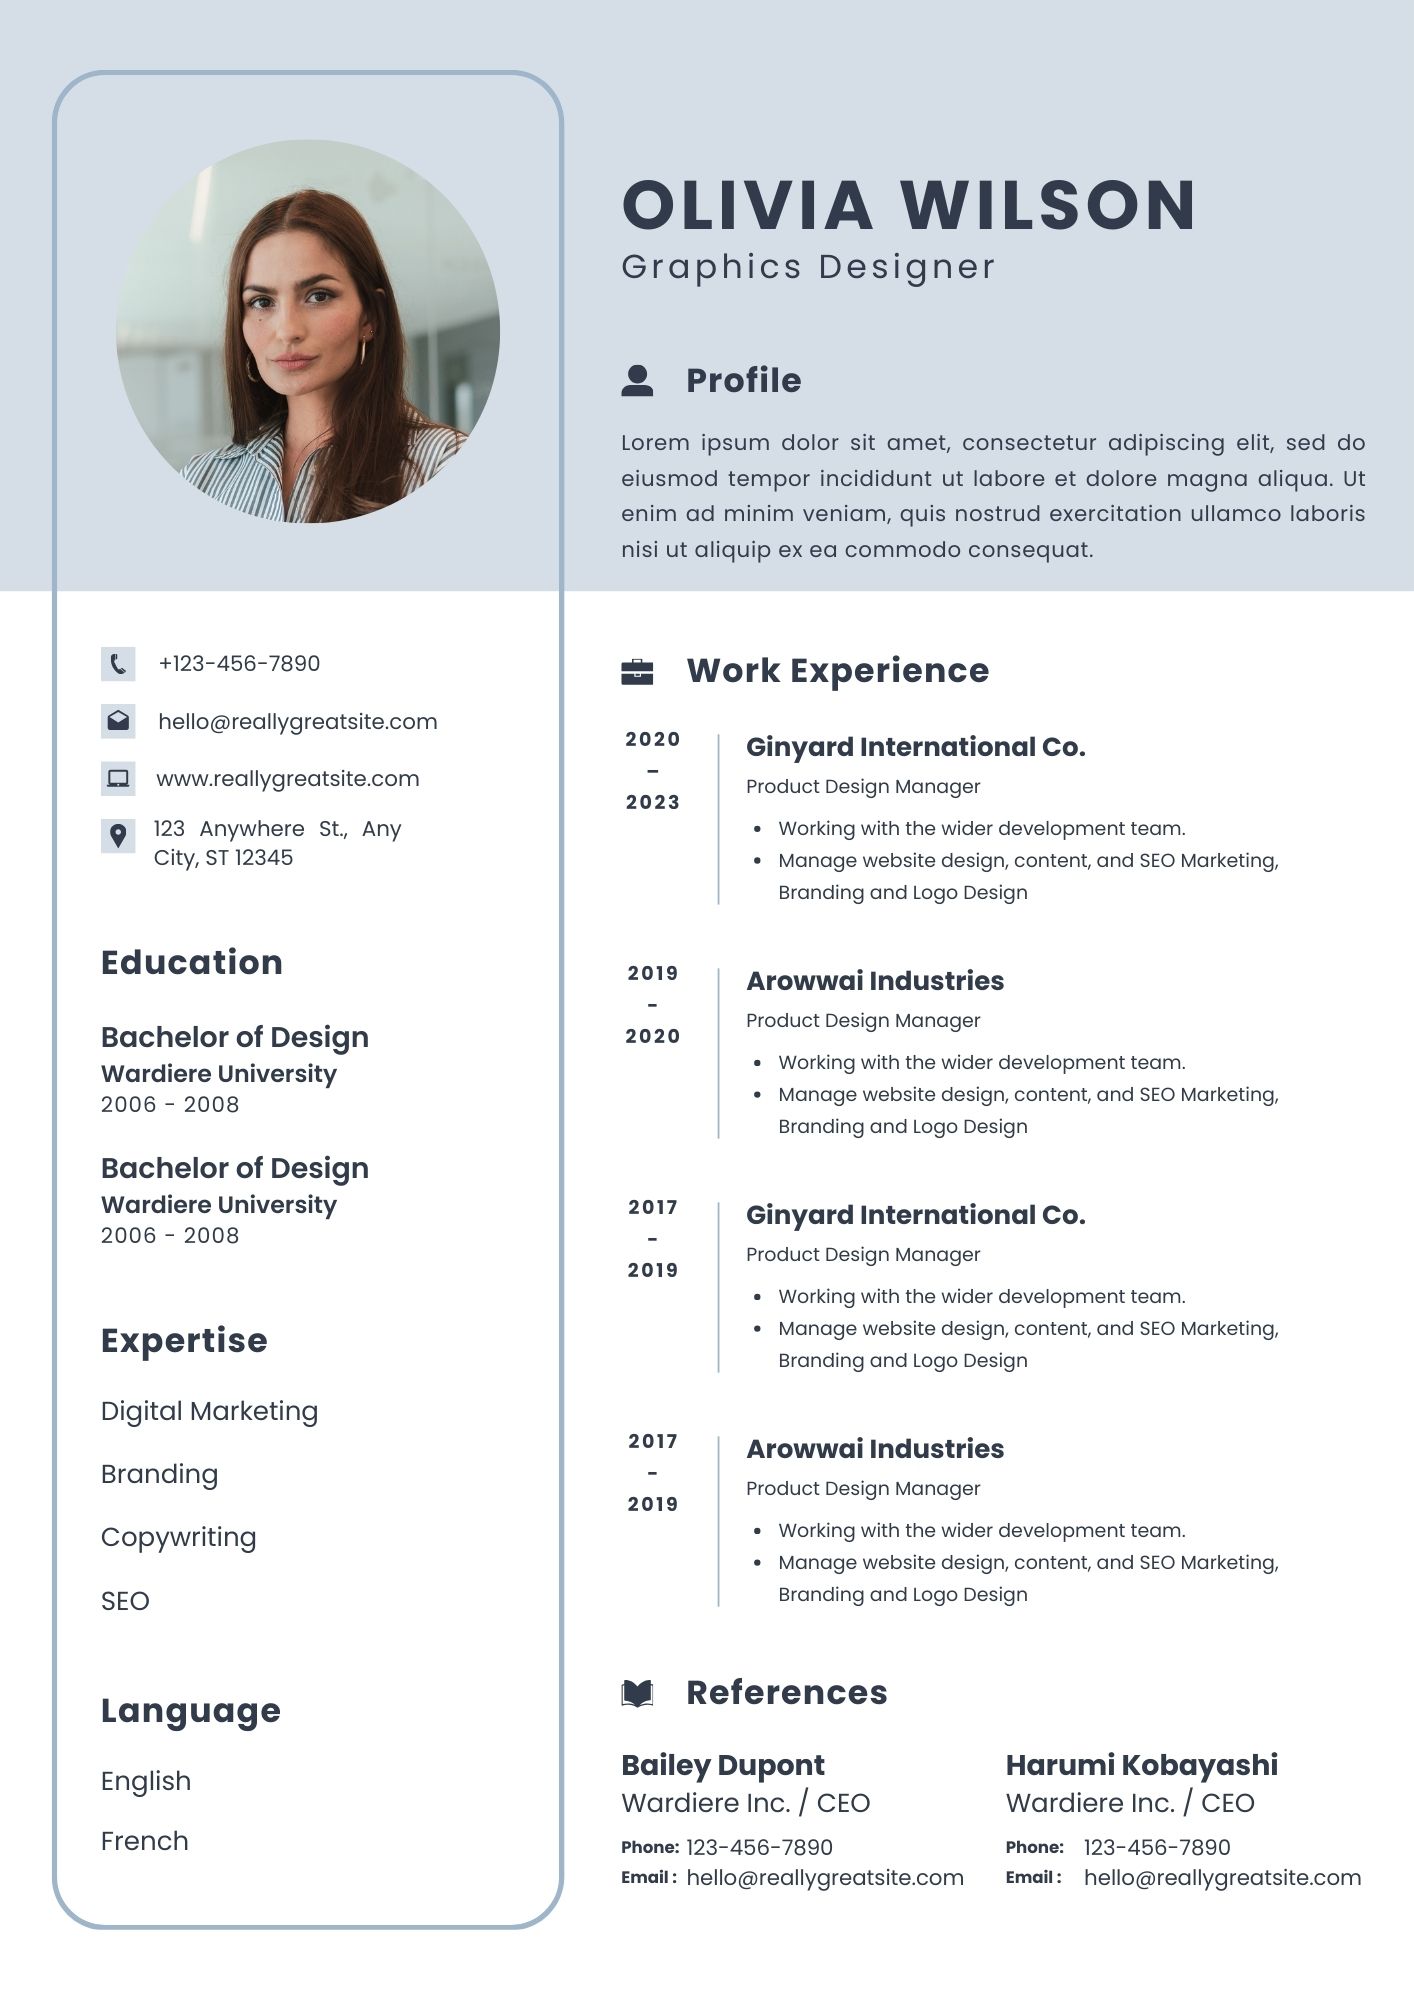 OLIVIA WILSON
Graphics Designer
Profile
Lorem ipsum dolor sit amet, consectetur adipiscing elit, sed do
eiusmod tempor incididunt ut labore et dolore magna aliqua. Ut
enim ad minim veniam, quis nostrud exercitation ullamco laboris
nisi ut aliquip ex ea commodo consequat.
+123-456-7890
hello@reallygreatsite.com
www.reallygreatsite.com
123 Anywhere St., Any
City, ST 12345
Education
Bachelor of Design
Wardiere University
2006 - 2008
Bachelor of Design
Wardiere University
2006 - 2008
Expertise
Digital Marketing
Branding
Copywriting
SEO
Language
English
French
Work Experience
2020
-
2023
Ginyard International Co.
Product Design Manager
• Working with the wider development team.
• Manage website design, content, and SEO Marketing,
Branding and Logo Design
2019
-
2020
Arowwai Industries
Product Design Manager
• Working with the wider development team.
• Manage website design, content, and SEO Marketing,
Branding and Logo Design
2017
-
2019
Ginyard International Co.
Product Design Manager
• Working with the wider development team.
• Manage website design, content, and SEO Marketing,
Branding and Logo Design
2017
-
2019
Arowwai Industries
Product Design Manager
• Working with the wider development team.
• Manage website design, content, and SEO Marketing,
Branding and Logo Design
References
Bailey Dupont
Wardiere Inc. / CEO
Phone: 123-456-7890
Email : hello@reallygreatsite.com
Harumi Kobayashi
Wardiere Inc. / CEO
Phone: 123-456-7890
Email : hello@reallygreatsite.com